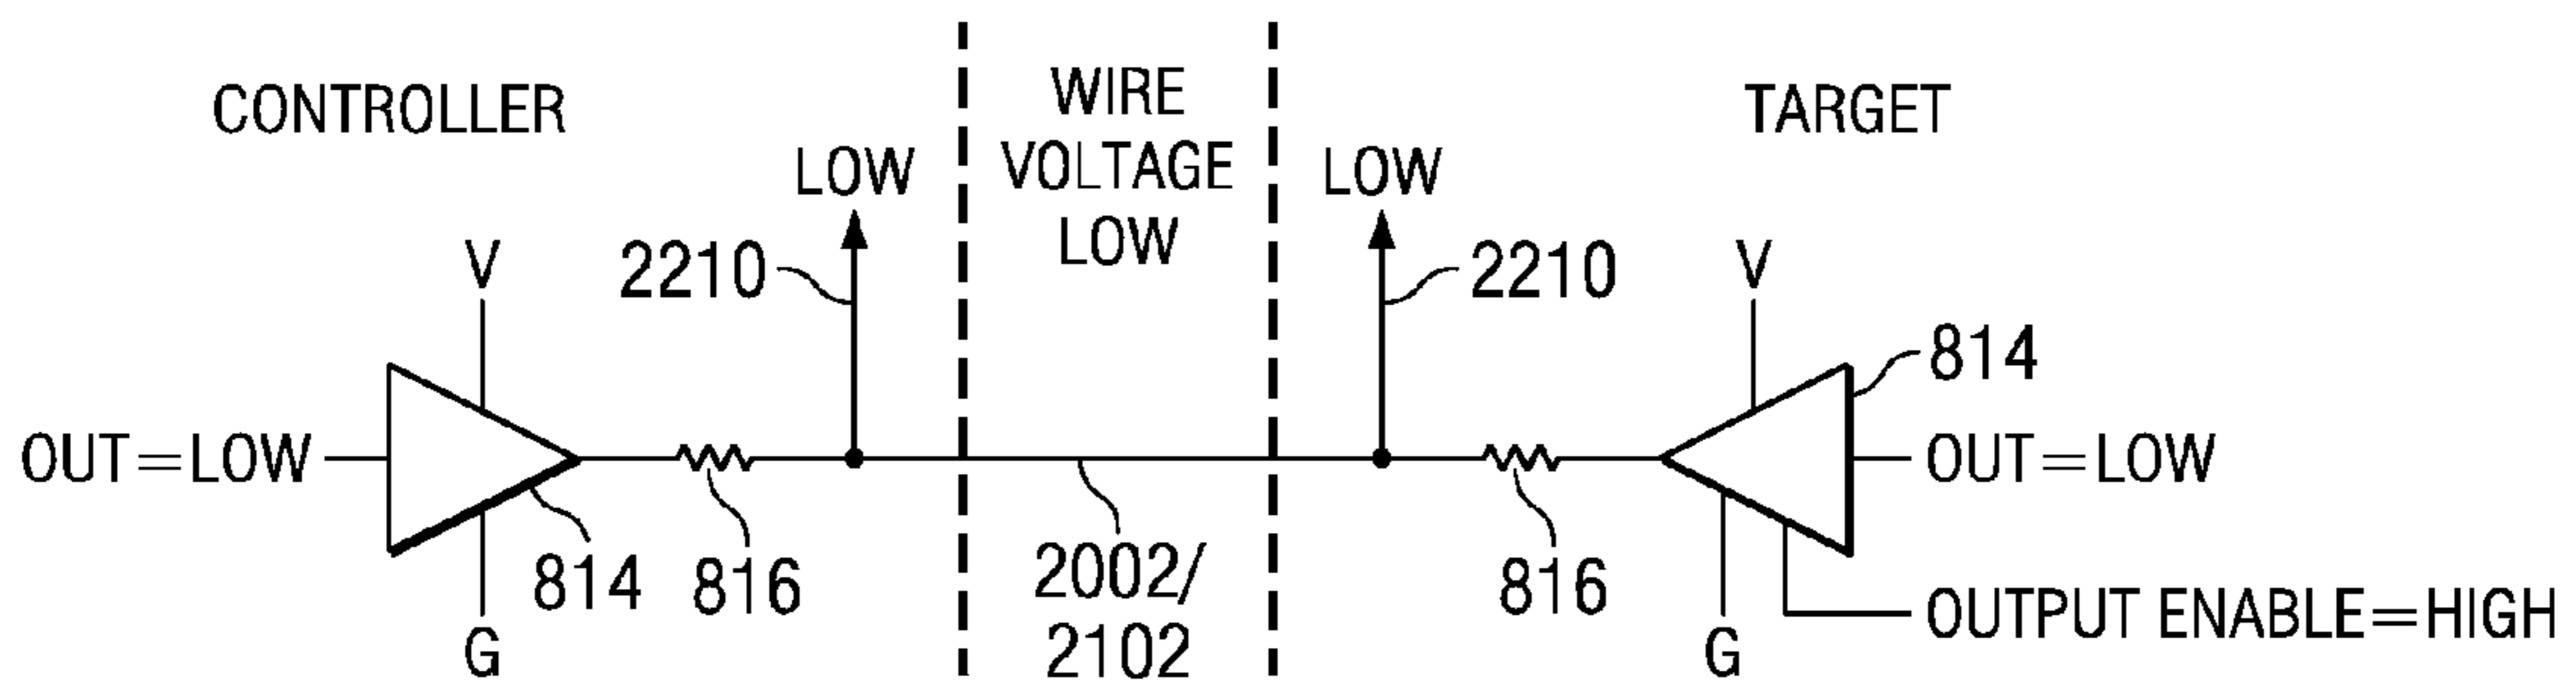 CONTROLLER
WIRE
VOLTAGE
LOW
TARGET
LOW
LOW
V
2210
2210
V
814
OUT=LOW
OUT=LOW
814
816
2002/
2102
816
OUTPUT ENABLE=HIGH
G
G